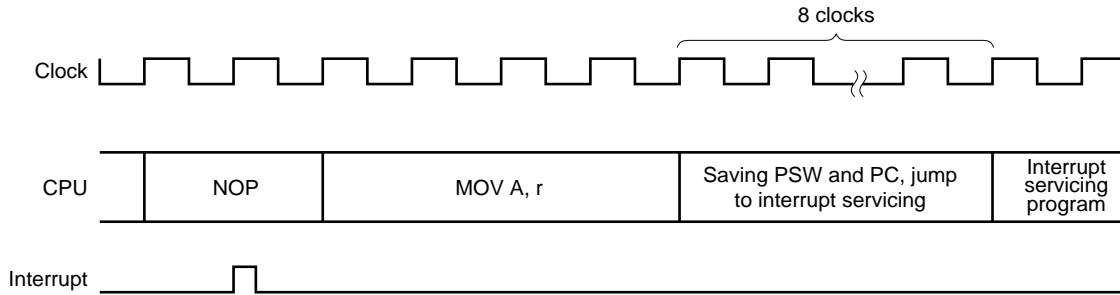 8 clocks
Clock
CPU
NOP
MOV A, r
Saving PSW and PC, jump
to interrupt servicing
Interrupt
servicing
program
Interrupt